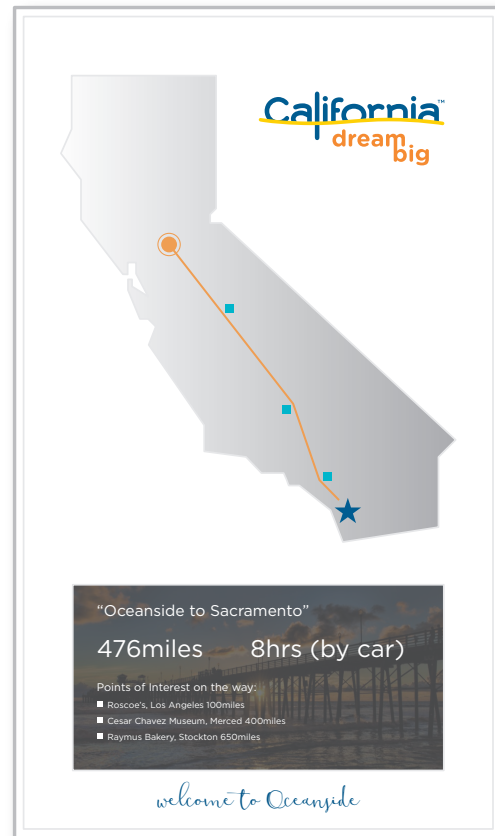 California™
dream
big
“Oceanside to Sacramento”
476miles 8hrs (by car)
Points of Interest on the way:
Roscoe's, Los Angeles 100miles
Cesar Chavez Museum, Merced 400miles
Raymus Bakery, Stockton 650miles
welcome to Oceanside